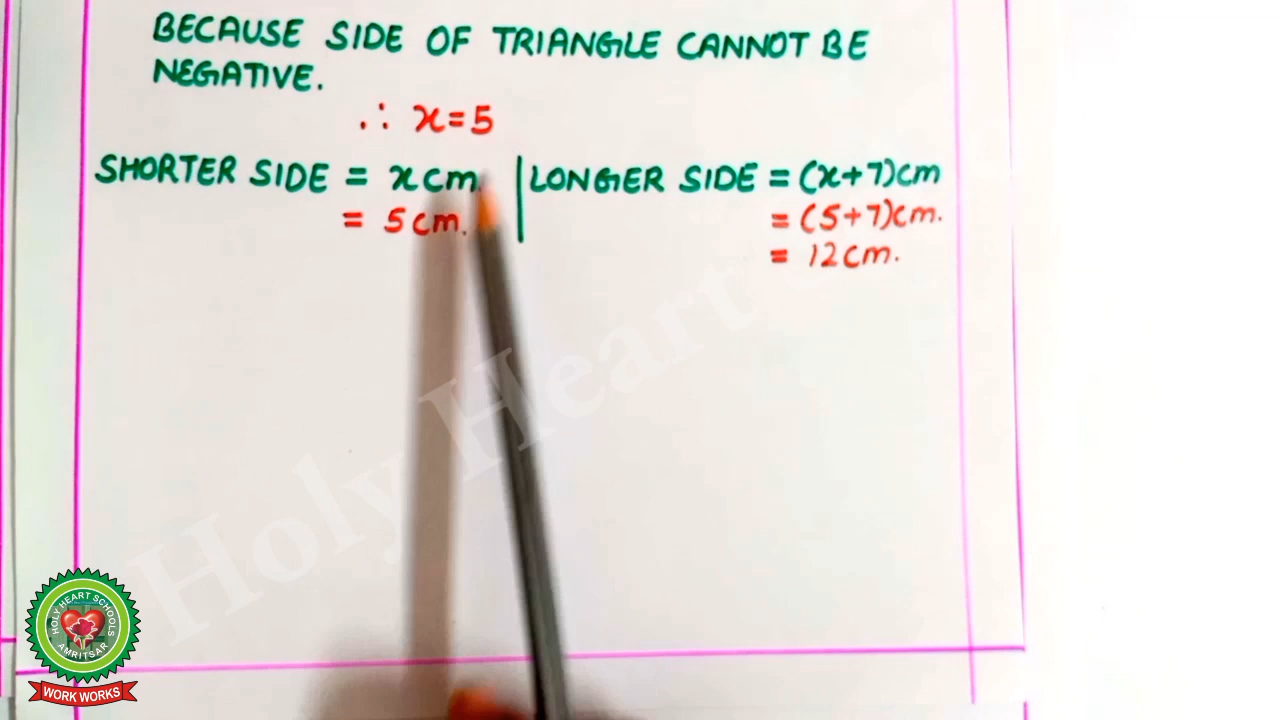 BECAUSE SIDE OF TRIANGLE CANNOT BE
NEGATIVE.
∴ x=5
SHORTER SIDE = x cm.
= 5 cm.
LONGER SIDE = (x+7)cm
= (5+7)cm.
= 12cm.
Holy Heart
HOLY HEART SCHOOLS
AMRITSAR
WORK WORKS